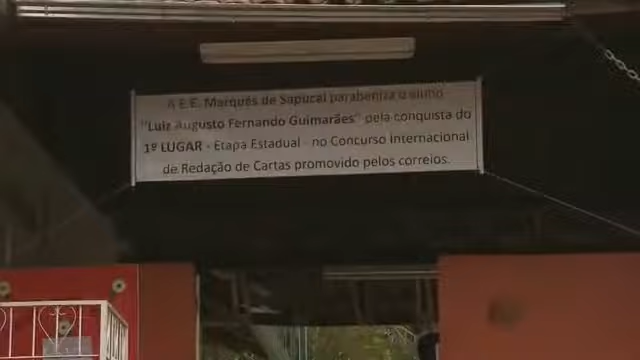 A E.E. Marquês de Sapucaí parabeniza o aluno
"Luiz Augusto Fernando Guimarães" pela conquista do
1º LUGAR - Etapa Estadual - no Concurso Internacional
de Redação de Cartas promovido pelos correios.